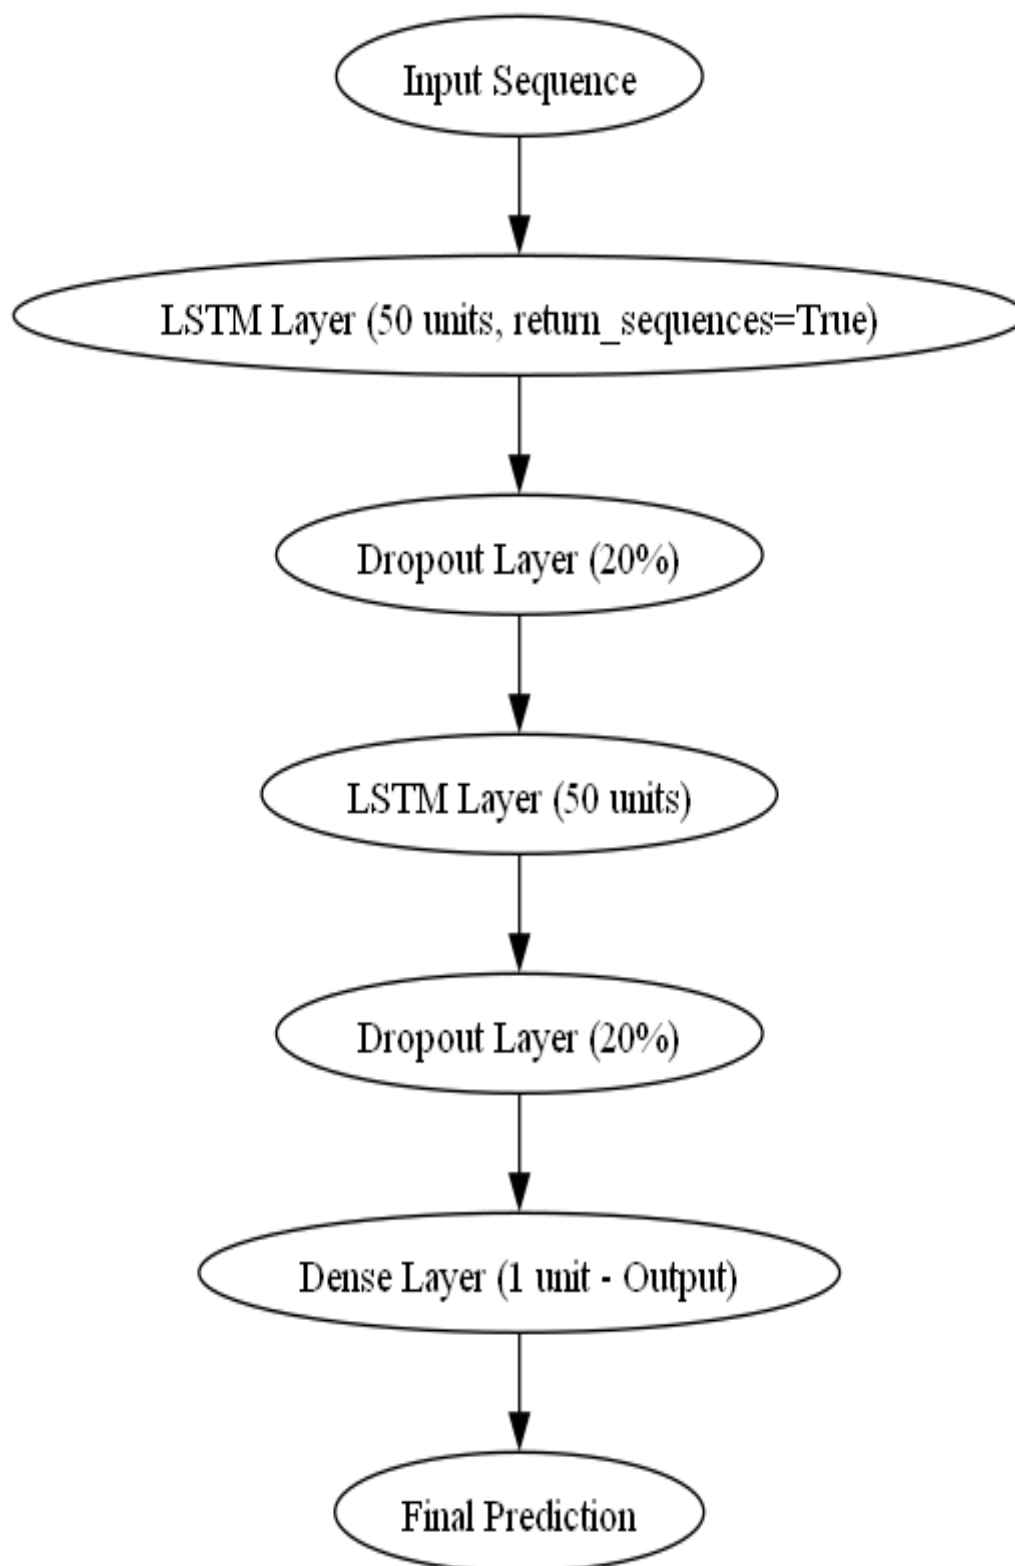 Input Sequence
LSTM Layer (50 units, return_sequences=True)
Dropout Layer (20%)
LSTM Layer (50 units)
Dropout Layer (20%)
Dense Layer (1 unit - Output)
Final Prediction